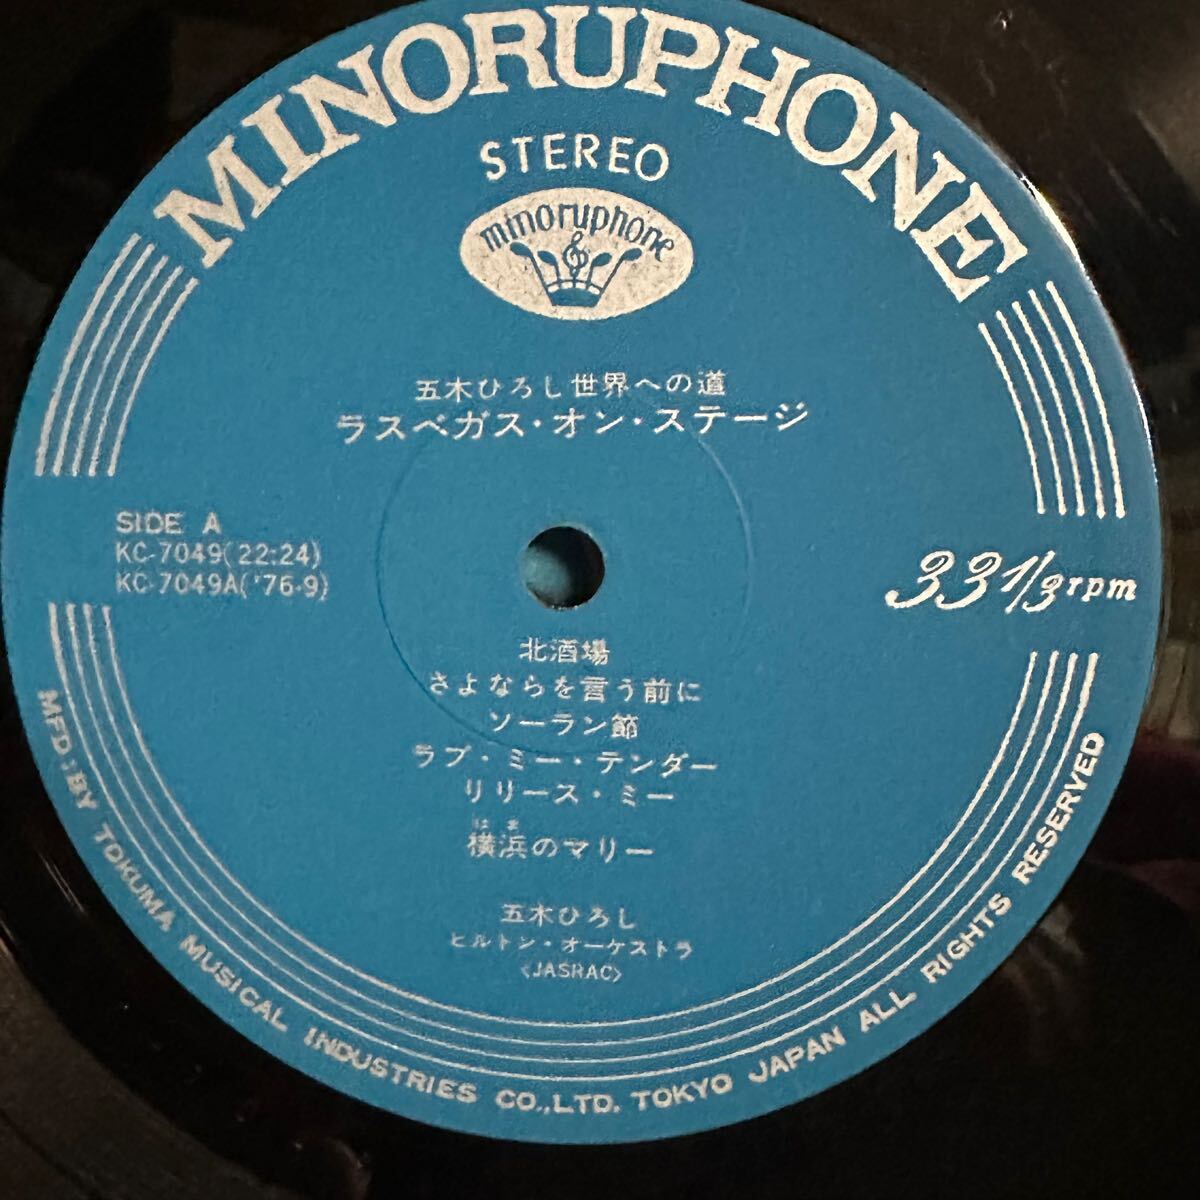 MINORUPHONE
STEREO
minoruphone
五木ひろし世界への道
ラスベガス・オン・ステージ
SIDE A
KC-7049(22:24)
KC-7049A('76-9)
33 1/3 rpm
北酒場
さよならを言う前に
ソーラン節
ラブ・ミー・テンダー
リリース・ミー
はま
横浜のマリー
五木ひろし
ヒルトン・オーケストラ
<JASRAC>
MFD: BY TOKUMA MUSICAL INDUSTRIES CO.,LTD. TOKYO JAPAN ALL RIGHTS RESERVED